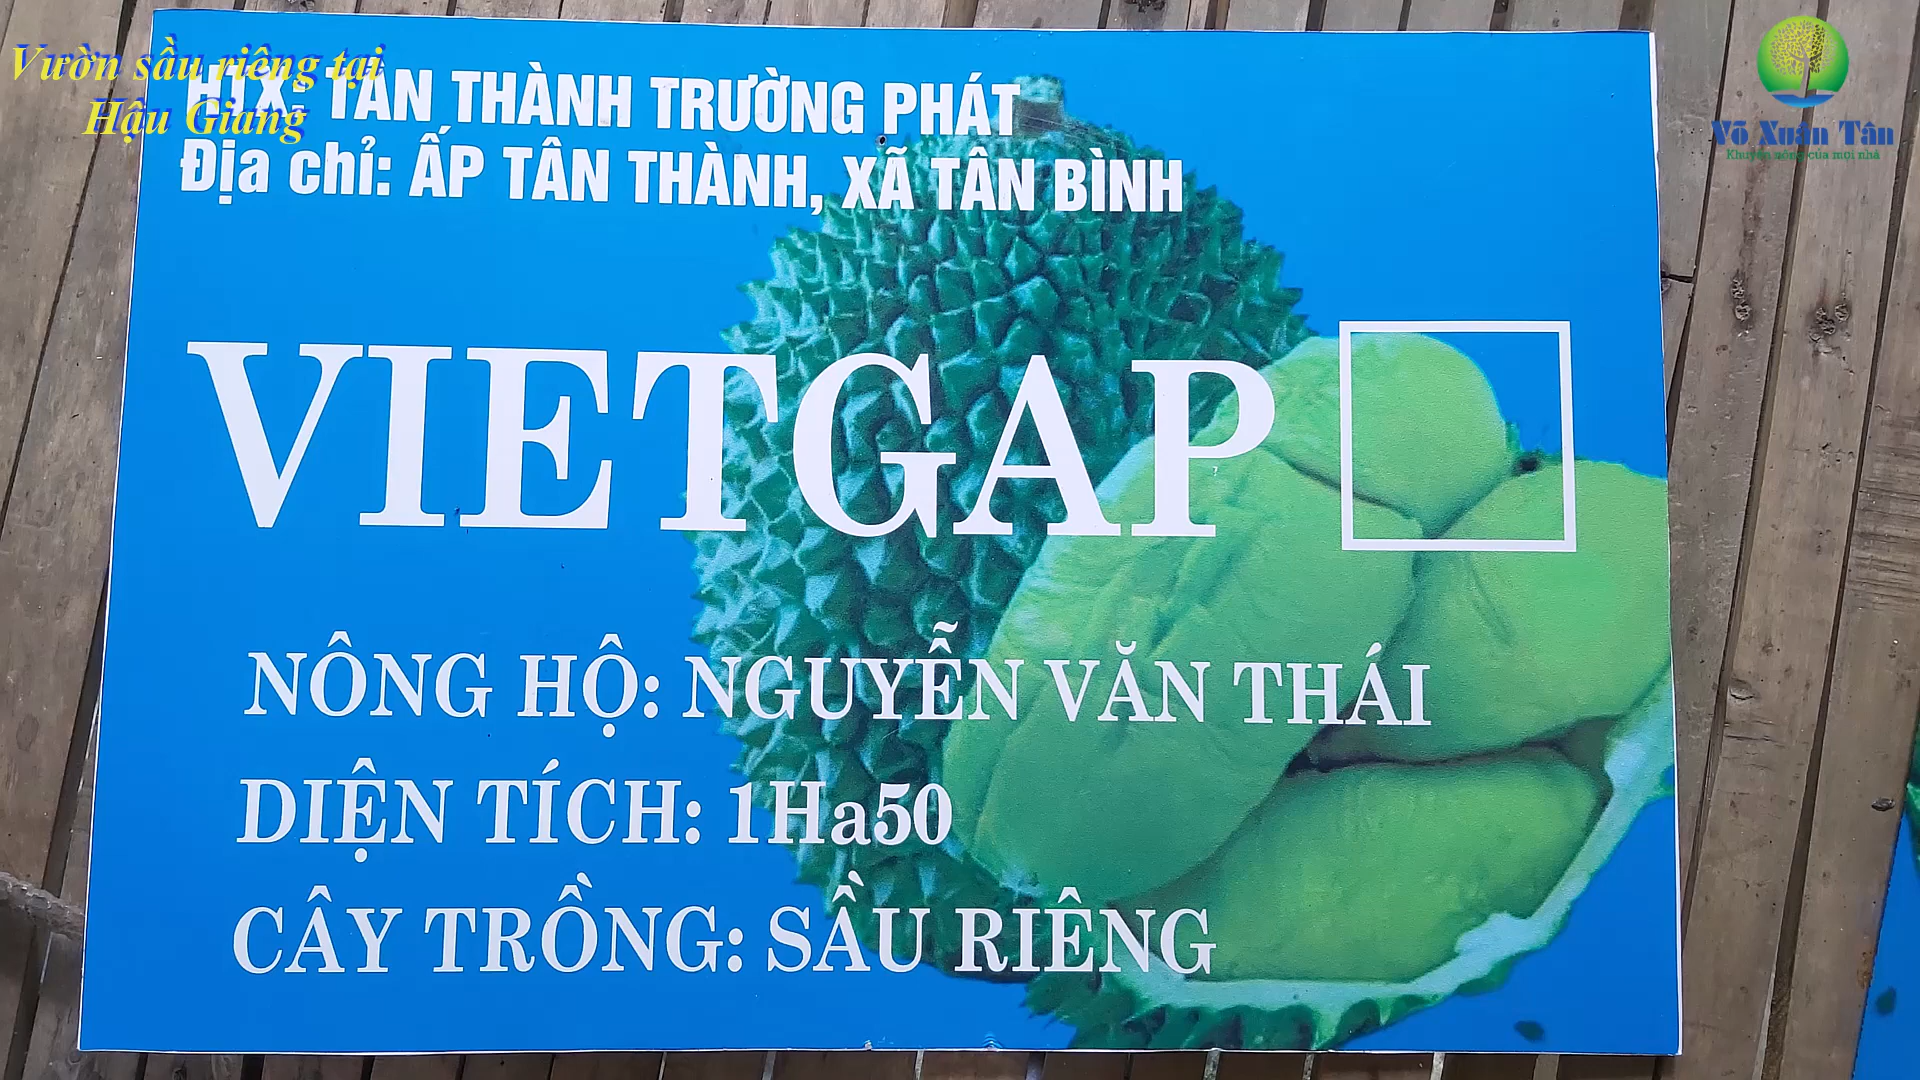 Vườn sầu riêng tại
Hậu Giang
HTX: TÂN THÀNH TRƯỜNG PHÁT
Địa chỉ: ẤP TÂN THÀNH, XÃ TÂN BÌNH
VIETGAP
NÔNG HỘ: NGUYỄN VĂN THÁI
DIỆN TÍCH: 1Ha50
CÂY TRỒNG: SẦU RIÊNG
Võ Xuân Tân
Khuyến nông của mọi nhà